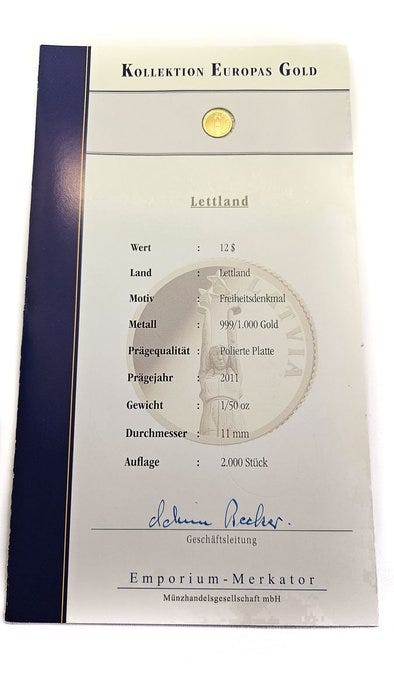 KOLLEKTION EUROPAS GOLD
Lettland
Wert : 12 $
Land : Lettland
Motiv : Freiheitsdenkmal
Metall : 999/1.000 Gold
Prägequalität : Polierte Platte
Prägejahr : 2011
Gewicht : 1/50 oz
Durchmesser : 11 mm
Auflage : 2.000 Stück
LATVIA
Geschäftsleitung
Emporium-Merkator
Münzhandelsgesellschaft mbH